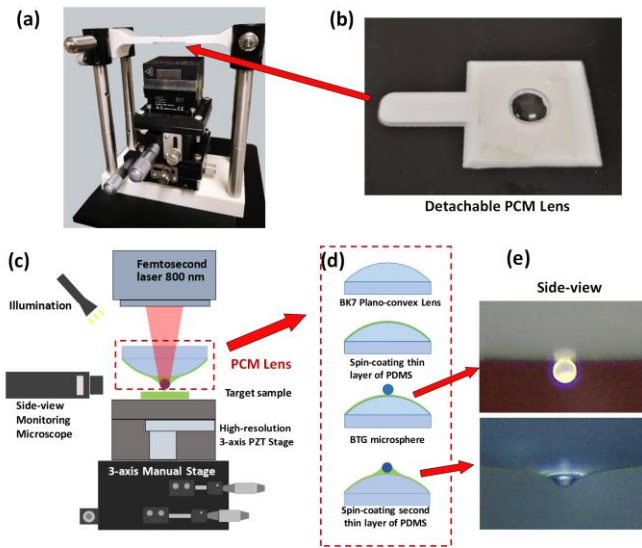 (a)
(b)
Detachable PCM Lens
(c)
Femtosecond
laser 800 nm
Illumination
PCM Lens
Target sample
Side-view
Monitoring
Microscope
High-resolution
3-axis PZT Stage
3-axis Manual Stage
(d)
BK7 Plano-convex Lens
Spin-coating thin
layer of PDMS
BTG microsphere
Spin-coating second
thin layer of PDMS
(e)
Side-view